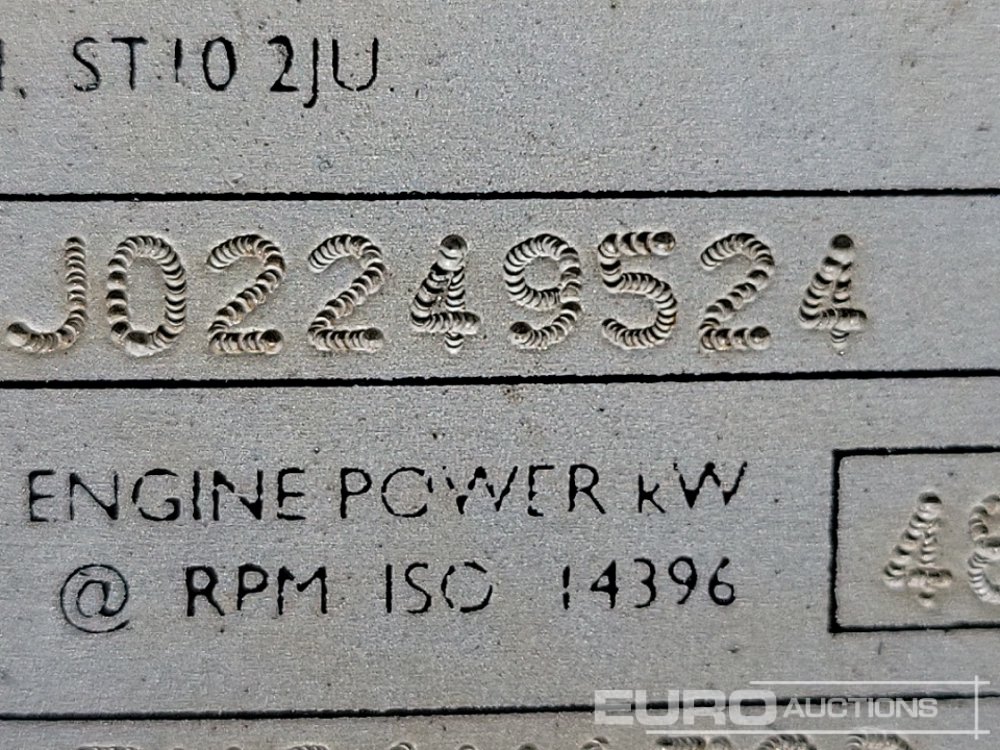 ST10 2JU.
J02249524
ENGINE POWER kW
@ RPM ISO 14396
EURO AUCTIONS